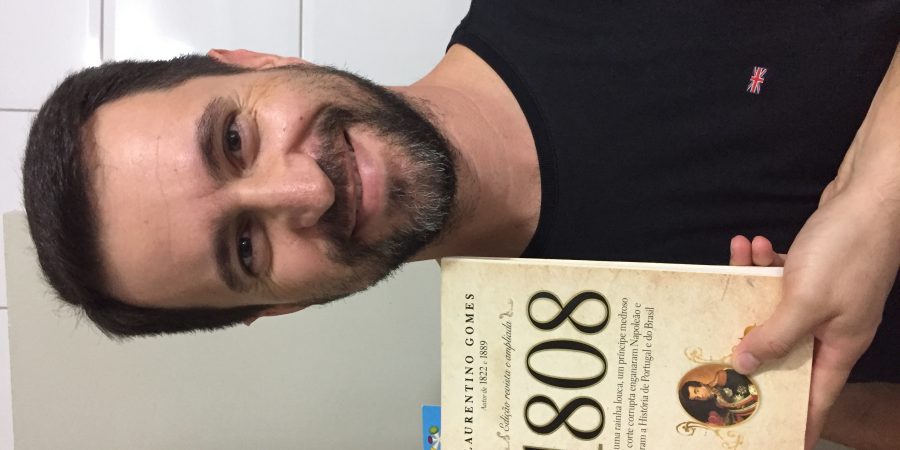 LAURENTINO GOMES
Autor de 1822 e 1889
Edição revista e ampliada
1808
uma rainha louca, um príncipe medroso
corte corrupta enganaram Napoleão e
ram a História de Portugal e do Brasil